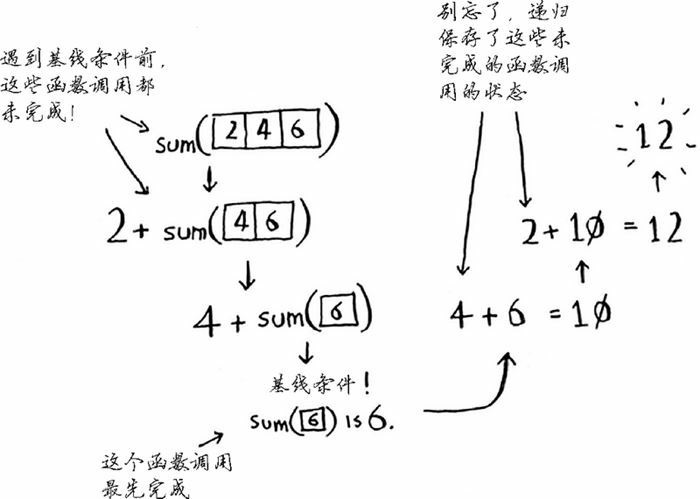 遇到基线条件前,
这些函数调用都
未完成!
sum([2 4 6])
2 + sum([4 6])
4 + sum([6])
基线条件!
sum([6]) is 6.
这个函数调用
最先完成
别忘了, 递归
保存了这些未
完成的函数调
用的状态
4 + 6 = 10
2 + 10 = 12
12